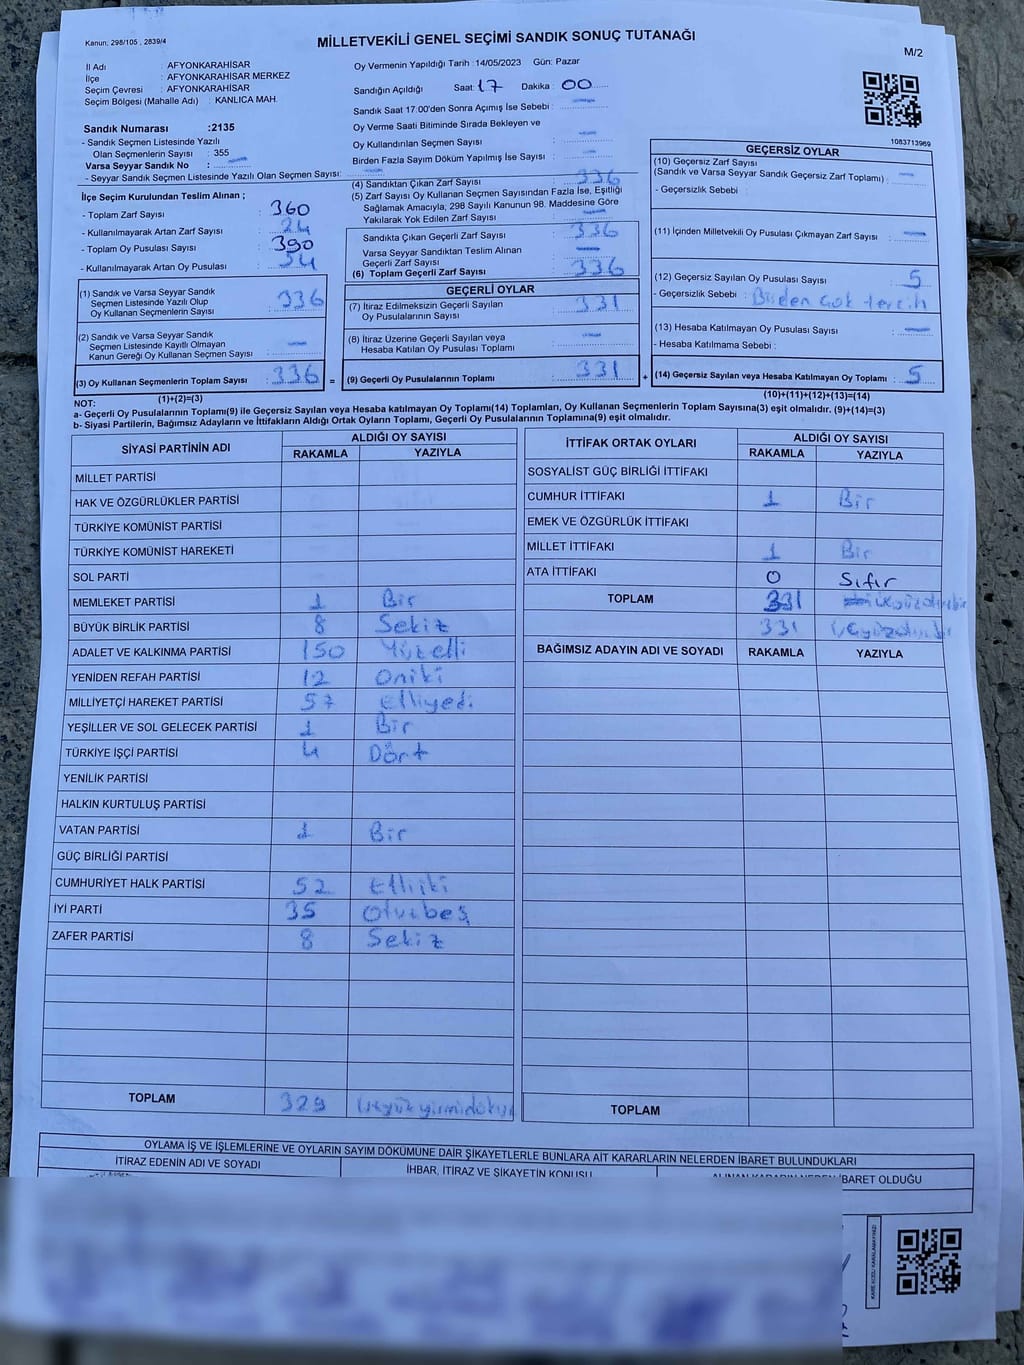 Kanun, 298/105 , 2839/4
MİLLETVEKİLİ GENEL SEÇİMİ SANDIK SONUÇ TUTANAĞI
M/2
İl Adı : AFYONKARAHİSAR
İlçe : AFYONKARAHİSAR MERKEZ
Seçim Çevresi : AFYONKARAHİSAR
Seçim Bölgesi (Mahalle Adı) : KANLICA MAH.
Oy Vermenin Yapıldığı Tarih : 14/05/2023 Gün: Pazar
Sandığın Açıldığı Saat: 17 Dakika : 00
Sandık Saat 17.00'den Sonra Açımış İse Sebebi : —
Oy Verme Saati Bitiminde Sırada Bekleyen ve
Oy Kullandırılan Seçmen Sayısı : —
Birden Fazla Sayım Döküm Yapılmış İse Sayısı : —
Sandık Numarası :2135
- Sandık Seçmen Listesinde Yazılı
Olan Seçmenlerin Sayısı : 355
Varsa Seyyar Sandık No : —
- Seyyar Sandık Seçmen Listesinde Yazılı Olan Seçmen Sayısı: —
1083713969
İlçe Seçim Kurulundan Teslim Alınan ;
- Toplam Zarf Sayısı : 360
- Kullanılmayarak Artan Zarf Sayısı : 24
- Toplam Oy Pusulası Sayısı : 390
- Kullanılmayarak Artan Oy Pusulası : 54
(1) Sandık ve Varsa Seyyar Sandık
Seçmen Listesinde Yazılı Olup
Oy Kullanan Seçmenlerin Sayısı : 336
(2) Sandık ve Varsa Seyyar Sandık
Seçmen Listesinde Kayıtlı Olmayan
Kanun Gereği Oy Kullanan Seçmen Sayısı : —
(3) Oy Kullanan Seçmenlerin Toplam Sayısı : 336 =
(1)+(2)=(3)
(4) Sandıktan Çıkan Zarf Sayısı : 336
(5) Zarf Sayısı Oy Kullanan Seçmen Sayısından Fazla İse, Eşitliği
Sağlamak Amacıyla; 298 Sayılı Kanunun 98. Maddesine Göre
Yakılarak Yok Edilen Zarf Sayısı : —
Sandıkta Çıkan Geçerli Zarf Sayısı : 336
Varsa Seyyar Sandıktan Teslim Alınan
Geçerli Zarf Sayısı : —
(6) Toplam Geçerli Zarf Sayısı : 336
GEÇERLİ OYLAR
(7) İtiraz Edilmeksizin Geçerli Sayılan
Oy Pusulalarının Sayısı : 331
(8) İtiraz Üzerine Geçerli Sayılan veya
Hesaba Katılan Oy Pusulası Toplamı : —
(9) Geçerli Oy Pusulalarının Toplamı : 331 +
GEÇERSİZ OYLAR
(10) Geçersiz Zarf Sayısı
(Sandık ve Varsa Seyyar Sandık Geçersiz Zarf Toplamı) : —
- Geçersizlik Sebebi :
(11) İçinden Milletvekili Oy Pusulası Çıkmayan Zarf Sayısı : —
(12) Geçersiz Sayılan Oy Pusulası Sayısı : 5
- Geçersizlik Sebebi : Birden çok tercih
(13) Hesaba Katılmayan Oy Pusulası Sayısı : —
- Hesaba Katılmama Sebebi :
(14) Geçersiz Sayılan veya Hesaba Katılmayan Oy Toplamı : 5
(10)+(11)+(12)+(13)=(14)
NOT:
a- Geçerli Oy Pusulalarının Toplamı(9) ile Geçersiz Sayılan veya Hesaba katılmayan Oy Toplamı(14) Toplamları, Oy Kullanan Seçmenlerin Toplam Sayısına(3) eşit olmalıdır. (9)+(14)=(3)
b- Siyasi Partilerin, Bağımsız Adayların ve İttifakların Aldığı Ortak Oyların Toplamı, Geçerli Oy Pusulalarının Toplamına(9) eşit olmalıdır.
SİYASİ PARTİNİN ADI ALDIĞI OY SAYISI
RAKAMLA YAZIYLA
MİLLET PARTİSİ
HAK VE ÖZGÜRLÜKLER PARTİSİ
TÜRKİYE KOMÜNİST PARTİSİ
TÜRKİYE KOMÜNİST HAREKETİ
SOL PARTİ
MEMLEKET PARTİSİ 1 Bir
BÜYÜK BİRLİK PARTİSİ 8 Sekiz
ADALET VE KALKINMA PARTİSİ 150 Yüzelli
YENİDEN REFAH PARTİSİ 12 Oniki
MİLLİYETÇİ HAREKET PARTİSİ 57 Elliyedi
YEŞİLLER VE SOL GELECEK PARTİSİ 1 Bir
TÜRKİYE İŞÇİ PARTİSİ 4 Dört
YENİLİK PARTİSİ
HALKIN KURTULUŞ PARTİSİ
VATAN PARTİSİ 1 Bir
GÜÇ BİRLİĞİ PARTİSİ
CUMHURİYET HALK PARTİSİ 52 Elliiki
İYİ PARTİ 35 Otuzbeş
ZAFER PARTİSİ 8 Sekiz
TOPLAM 329 üçyüzyirmidokuz
İTTİFAK ORTAK OYLARI ALDIĞI OY SAYISI
RAKAMLA YAZIYLA
SOSYALİST GÜÇ BİRLİĞİ İTTİFAKI
CUMHUR İTTİFAKI 1 Bir
EMEK VE ÖZGÜRLÜK İTTİFAKI
MİLLET İTTİFAKI 1 Bir
ATA İTTİFAKI 0 Sıfır
TOPLAM 331
331 üçyüzotuzbir
BAĞIMSIZ ADAYIN ADI VE SOYADI RAKAMLA YAZIYLA
TOPLAM
OYLAMA İŞ VE İŞLEMLERİNE VE OYLARIN SAYIM DÖKÜMÜNE DAİR ŞİKAYETLERLE BUNLARA AİT KARARLARIN NELERDEN İBARET BULUNDUKLARI
İTİRAZ EDENİN ADI VE SOYADI
İHBAR, İTİRAZ VE ŞİKAYETİN KONUSU
ALINAN KARARIN NEDEN İBARET OLDUĞU